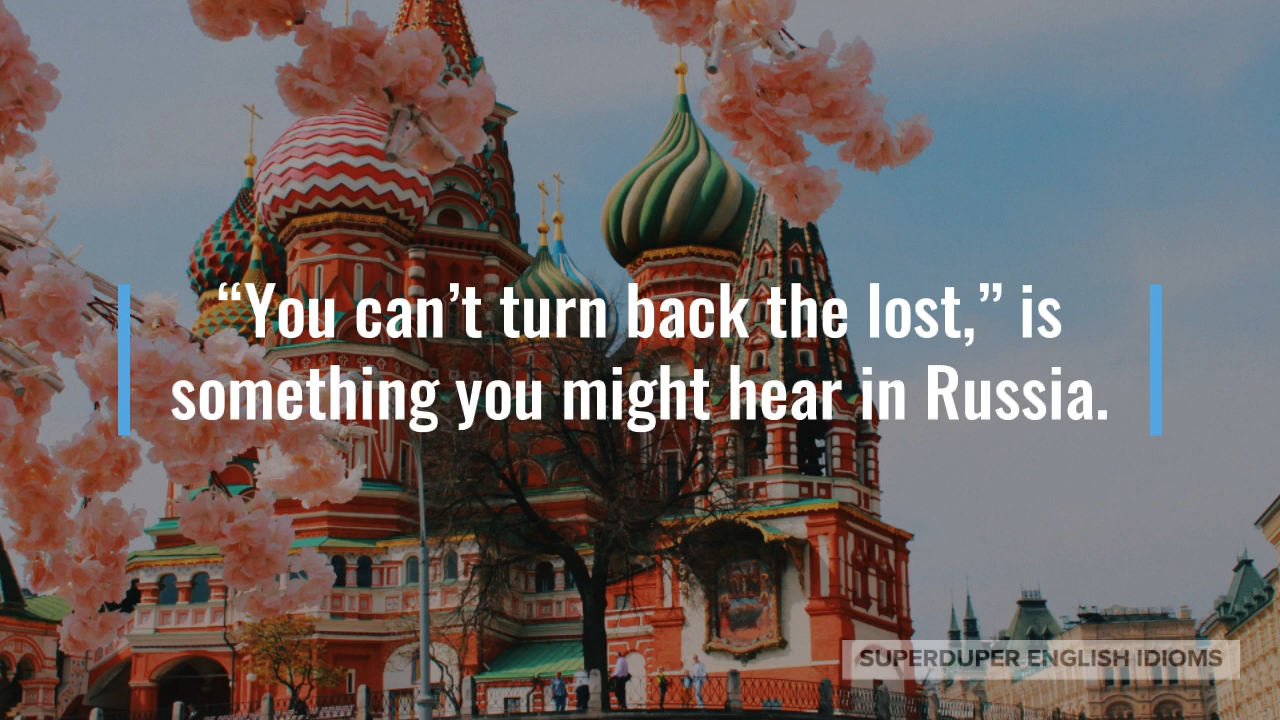 “You can’t turn back the lost,” is
something you might hear in Russia.
SUPERDUPER ENGLISH IDIOMS